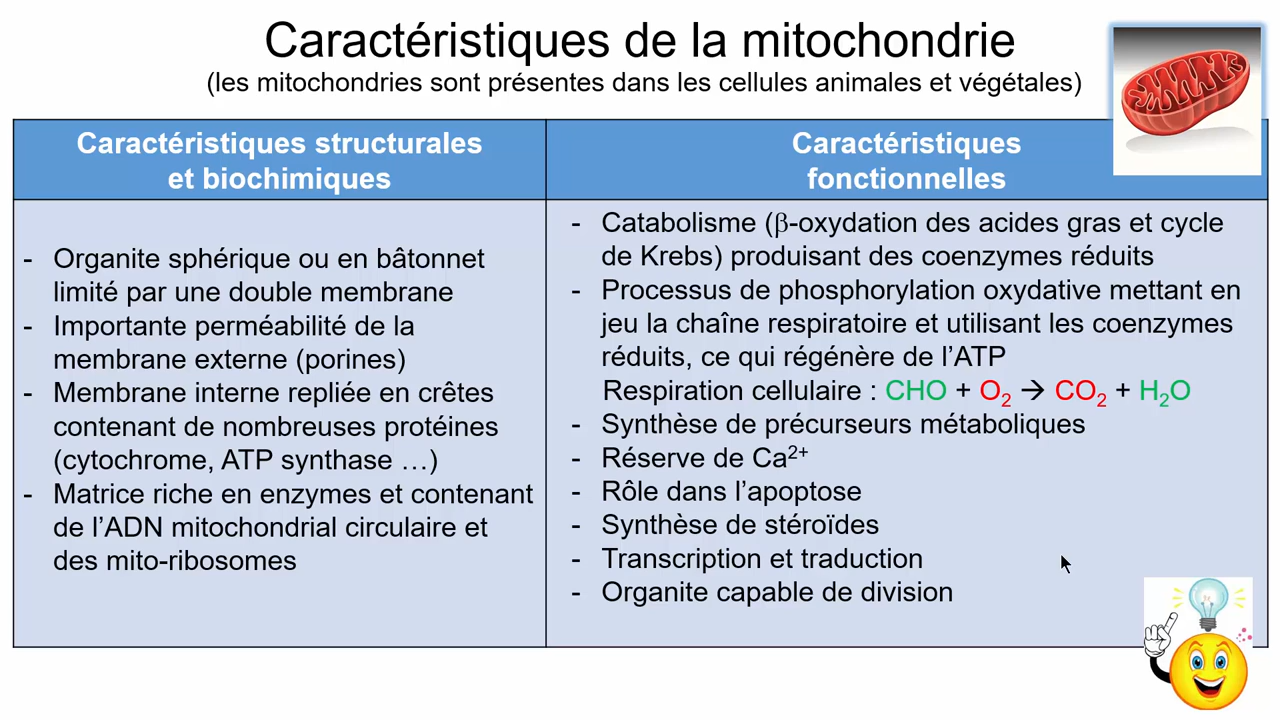 Caractéristiques de la mitochondrie
(les mitochondries sont présentes dans les cellules animales et végétales)
Caractéristiques structurales
et biochimiques
- Organite sphérique ou en bâtonnet
limité par une double membrane
- Importante perméabilité de la
membrane externe (porines)
- Membrane interne repliée en crêtes
contenant de nombreuses protéines
(cytochrome, ATP synthase …)
- Matrice riche en enzymes et contenant
de l’ADN mitochondrial circulaire et
des mito-ribosomes
Caractéristiques
fonctionnelles
- Catabolisme (β-oxydation des acides gras et cycle
de Krebs) produisant des coenzymes réduits
- Processus de phosphorylation oxydative mettant en
jeu la chaîne respiratoire et utilisant les coenzymes
réduits, ce qui régénère de l’ATP
Respiration cellulaire : CHO + O₂ → CO₂ + H₂O
- Synthèse de précurseurs métaboliques
- Réserve de Ca²⁺
- Rôle dans l’apoptose
- Synthèse de stéroïdes
- Transcription et traduction
- Organite capable de division